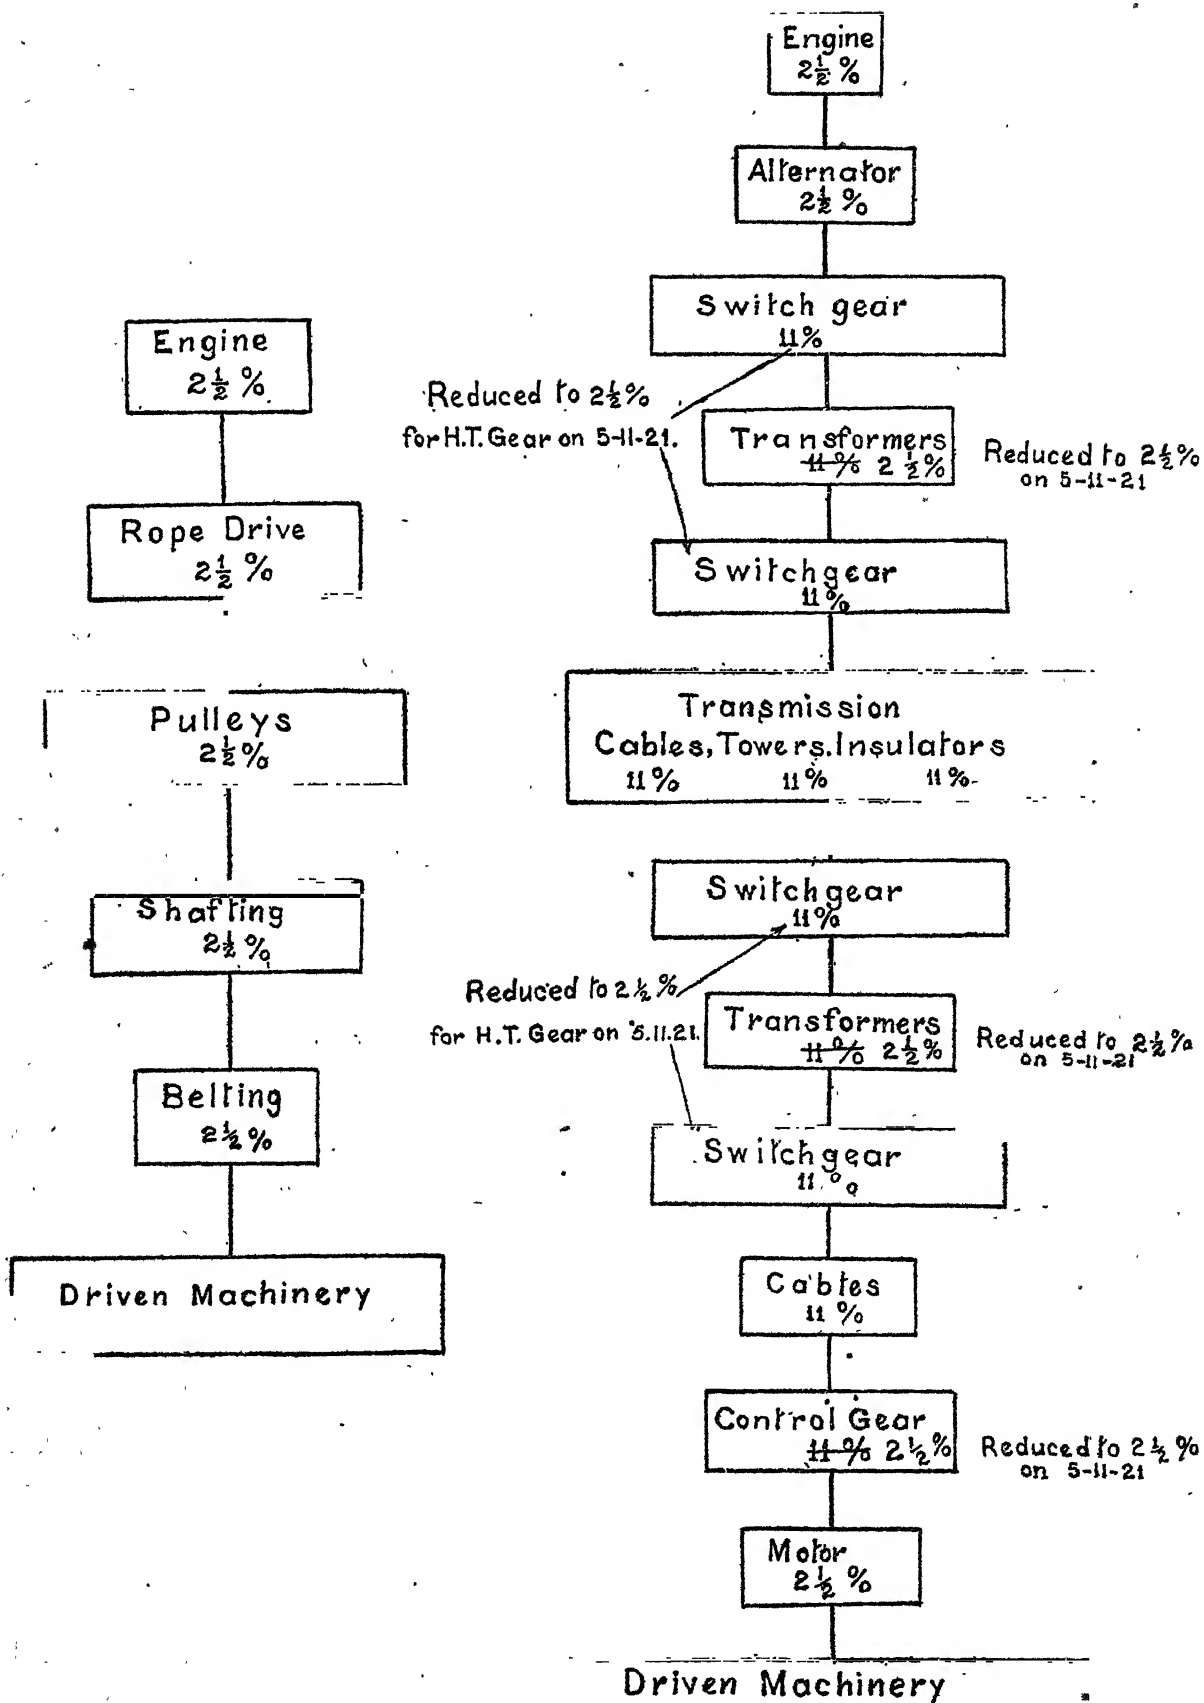 Engine
2½ %
Rope Drive
2½ %
Pulleys
2½ %
Shafting
2½ %
Belting
2½ %
Driven Machinery
Engine
2½ %
Alternator
2½ %
Switch gear
11%
Reduced to 2½%
for H.T. Gear on 5-11-21.
Transformers
11% 2½%
Reduced to 2½%
on 5-11-21
Switchgear
11%
Transmission
Cables, Towers. Insulators
11% 11% 11%
Switchgear
11%
Reduced to 2½%
for H.T. Gear on 5.11.21.
Transformers
11% 2½%
Reduced to 2½%
on 5-11-21
Switchgear
11%
Cables
11%
Control Gear
11% 2½%
Reduced to 2½%
on 5-11-21
Motor
2½ %
Driven Machinery